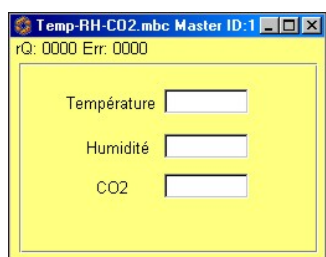 Temp-RH-CO2.mbc Master ID:1
rQ: 0000 Err: 0000
Température
Humidité
CO2